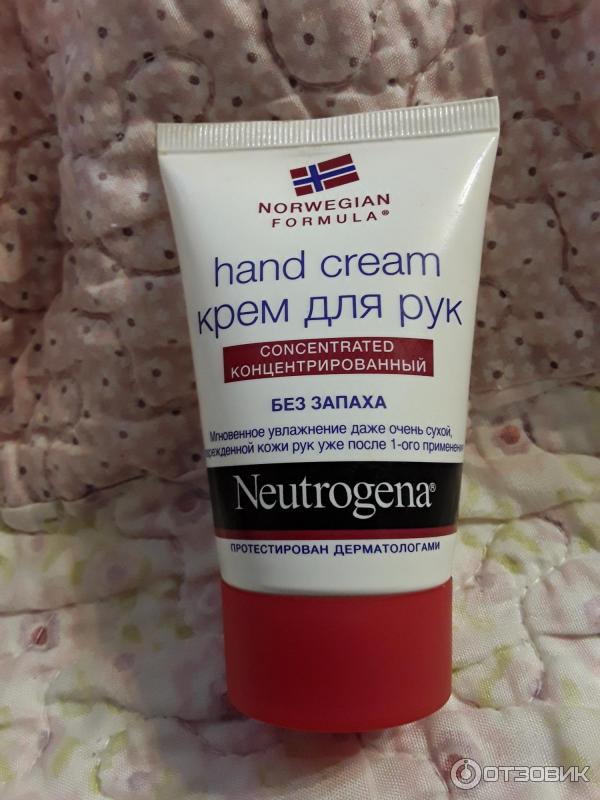 NORWEGIAN
FORMULA®
hand cream
крем для рук
CONCENTRATED
КОНЦЕНТРИРОВАННЫЙ
БЕЗ ЗАПАХА
Мгновенное увлажнение даже очень сухой,
кожи рук уже после 1-ого
Neutrogena®
ПРОТЕСТИРОВАН ДЕРМАТОЛОГАМИ
ОТЗОВИК